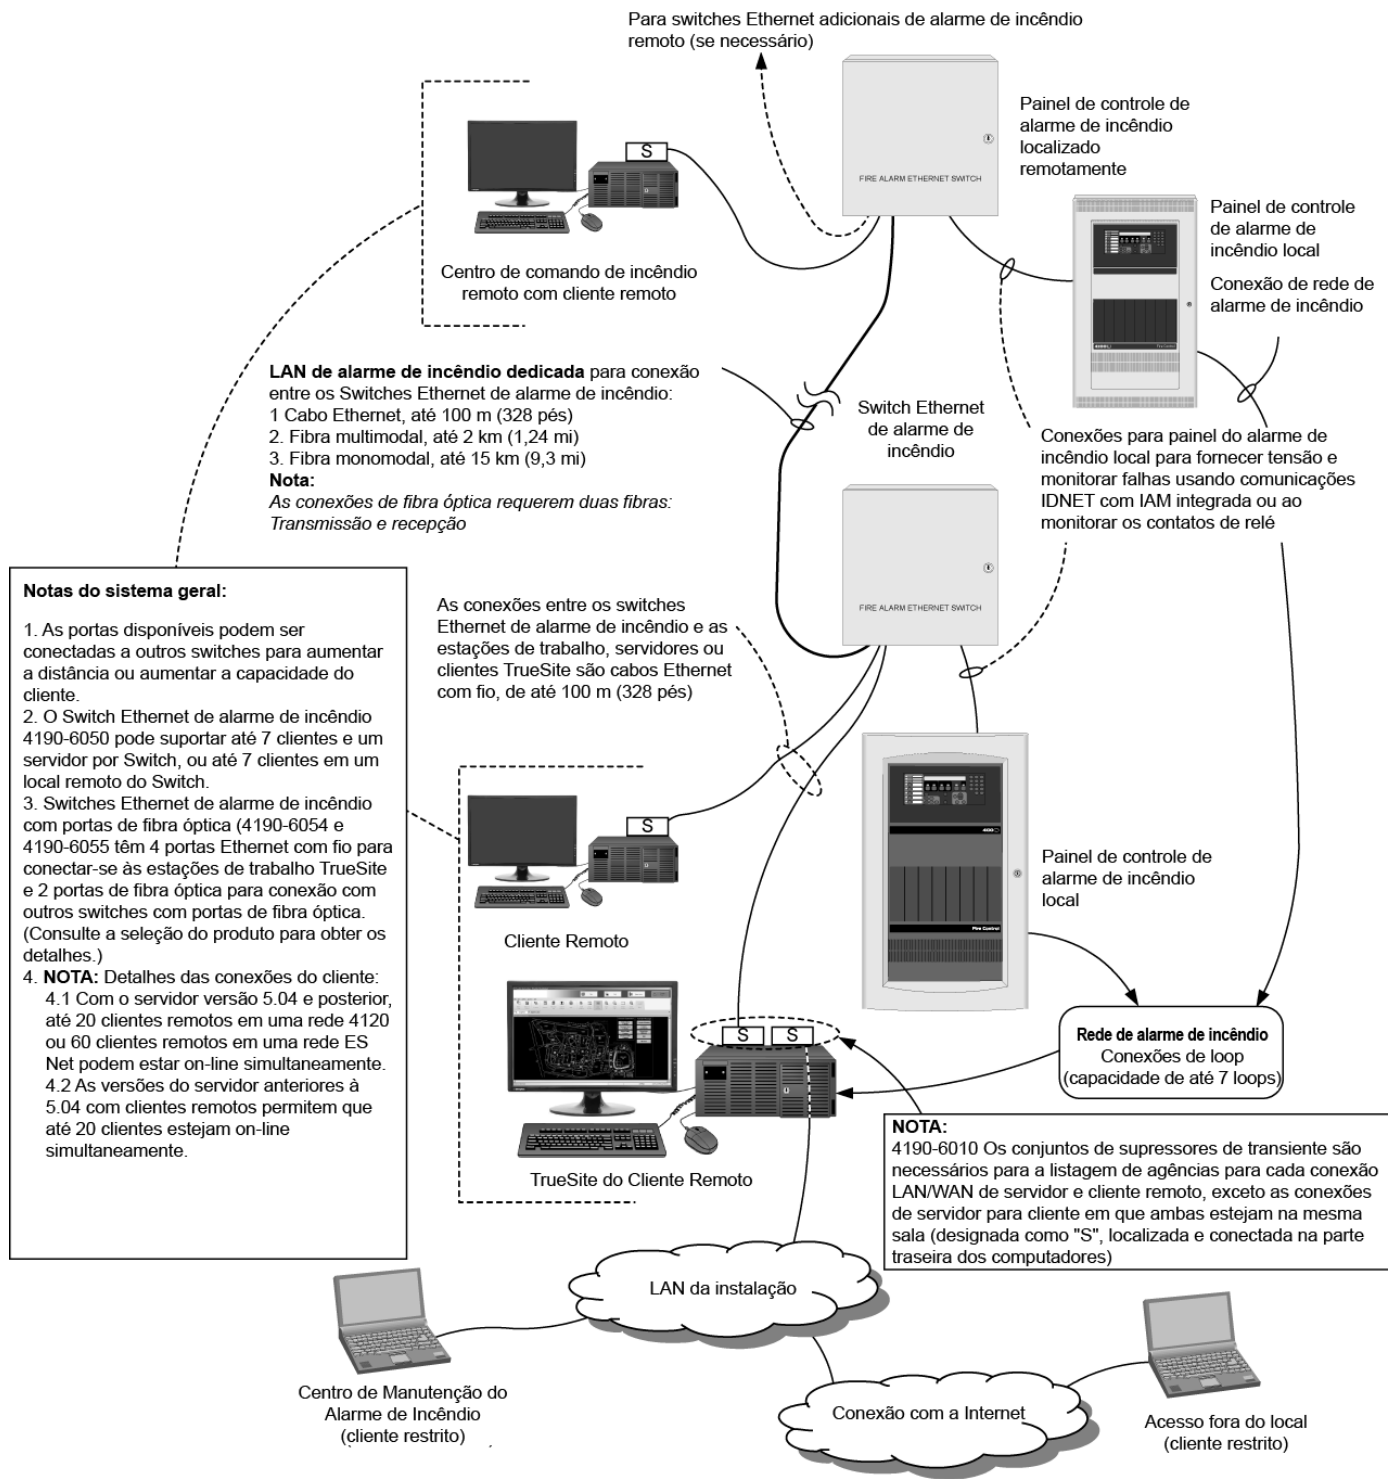 Para switches Ethernet adicionais de alarme de incêndio
remoto (se necessário)
S
FIRE ALARM ETHERNET SWITCH
Painel de controle de
alarme de incêndio
localizado
remotamente
Painel de controle
de alarme de
incêndio local
Conexão de rede de
alarme de incêndio
Centro de comando de incêndio
remoto com cliente remoto
LAN de alarme de incêndio dedicada para conexão
entre os Switches Ethernet de alarme de incêndio:
1 Cabo Ethernet, até 100 m (328 pés)
2. Fibra multimodal, até 2 km (1,24 mi)
3. Fibra monomodal, até 15 km (9,3 mi)
Nota:
As conexões de fibra óptica requerem duas fibras:
Transmissão e recepção
Switch Ethernet
de alarme de
incêndio
Conexões para painel do alarme de
incêndio local para fornecer tensão e
monitorar falhas usando comunicações
IDNET com IAM integrada ou ao
monitorar os contatos de relé
FIRE ALARM ETHERNET SWITCH
Notas do sistema geral:
1. As portas disponíveis podem ser
conectadas a outros switches para aumentar
a distância ou aumentar a capacidade do
cliente.
2. O Switch Ethernet de alarme de incêndio
4190-6050 pode suportar até 7 clientes e um
servidor por Switch, ou até 7 clientes em um
local remoto do Switch.
3. Switches Ethernet de alarme de incêndio
com portas de fibra óptica (4190-6054 e
4190-6055 têm 4 portas Ethernet com fio para
conectar-se às estações de trabalho TrueSite
e 2 portas de fibra óptica para conexão com
outros switches com portas de fibra óptica.
(Consulte a seleção do produto para obter os
detalhes.)
4. NOTA: Detalhes das conexões do cliente:
4.1 Com o servidor versão 5.04 e posterior,
até 20 clientes remotos em uma rede 4120
ou 60 clientes remotos em uma rede ES
Net podem estar on-line simultaneamente.
4.2 As versões do servidor anteriores à
5.04 com clientes remotos permitem que
até 20 clientes estejam on-line
simultaneamente.
As conexões entre os switches
Ethernet de alarme de incêndio e as
estações de trabalho, servidores ou
clientes TrueSite são cabos Ethernet
com fio, de até 100 m (328 pés)
S
Cliente Remoto
Fire Control
Painel de controle de
alarme de incêndio
local
S S
TrueSite do Cliente Remoto
Rede de alarme de incêndio
Conexões de loop
(capacidade de até 7 loops)
NOTA:
4190-6010 Os conjuntos de supressores de transiente são
necessários para a listagem de agências para cada conexão
LAN/WAN de servidor e cliente remoto, exceto as conexões
de servidor para cliente em que ambas estejam na mesma
sala (designada como "S", localizada e conectada na parte
traseira dos computadores)
LAN da instalação
Centro de Manutenção do
Alarme de Incêndio
(cliente restrito)
Conexão com a Internet
Acesso fora do local
(cliente restrito)